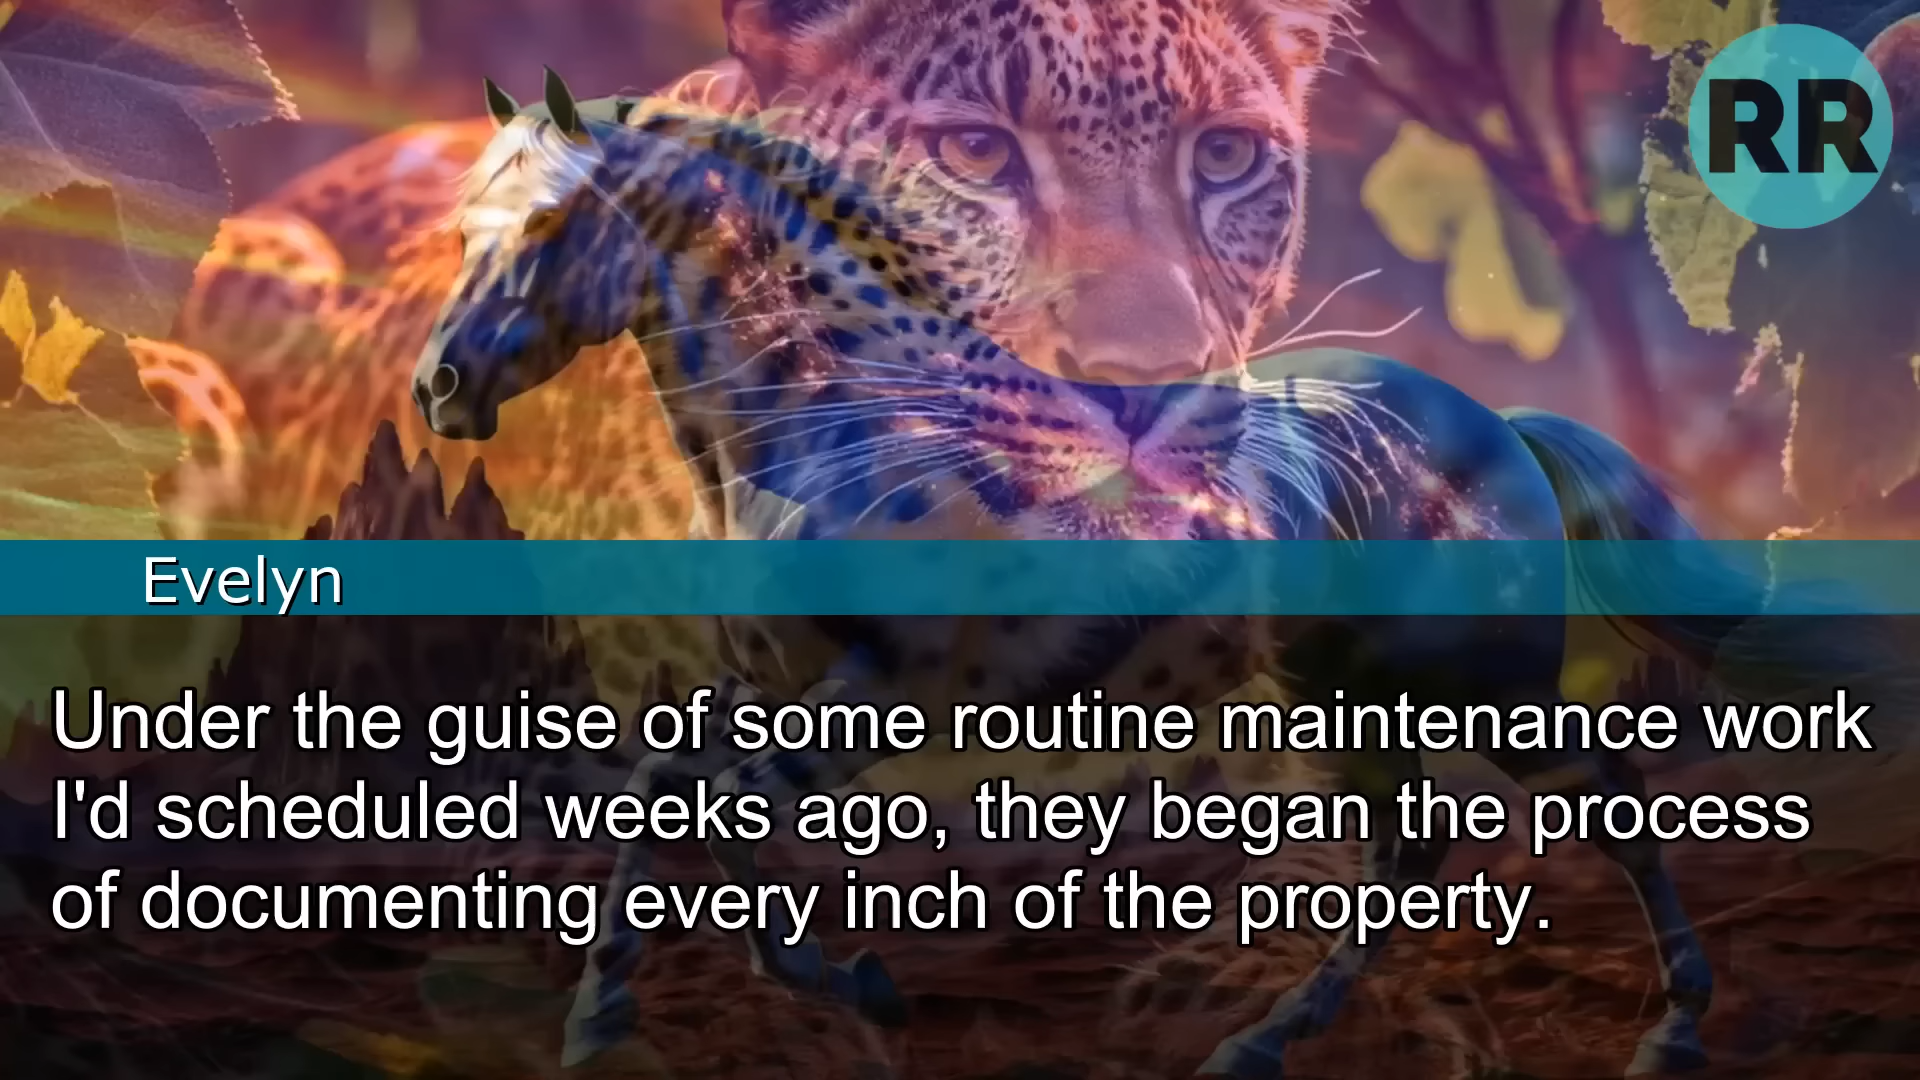 RR
Evelyn
Under the guise of some routine maintenance work
I'd scheduled weeks ago, they began the process
of documenting every inch of the property.